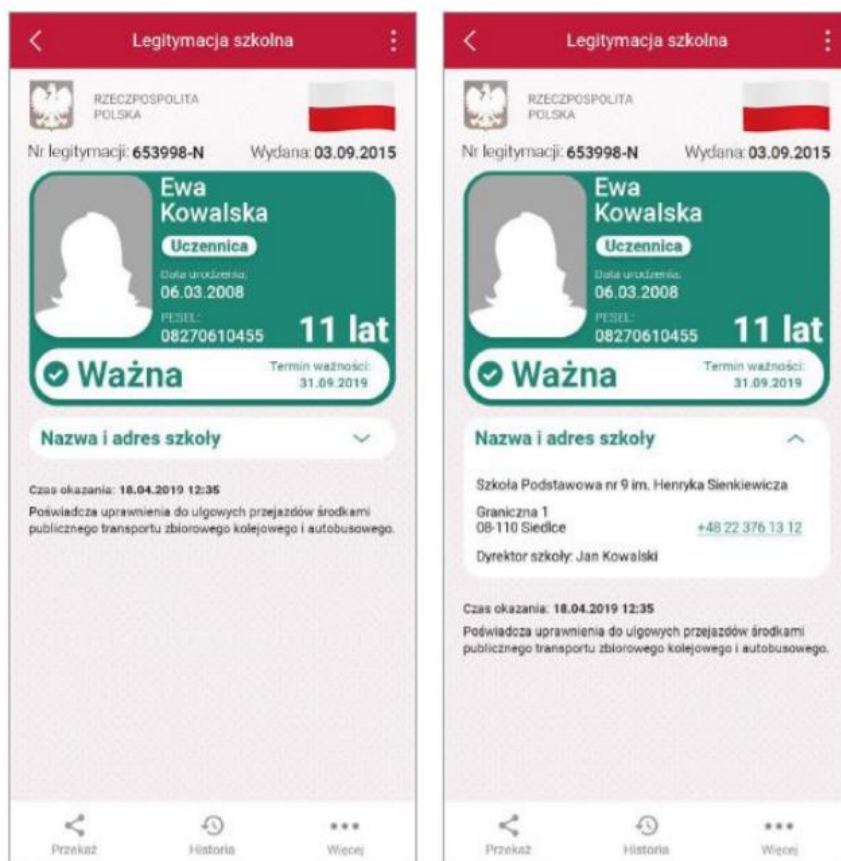 Legitymacja szkolna
RZECZPOSPOLITA
POLSKA
Nr legitymacji: 653998-N Wydana: 03.09.2015
Ewa
Kowalska
Uczennica
Data urodzenia:
06.03.2008
PESEL:
08270610455
11 lat
Ważna
Termin ważności:
31.09.2019
Nazwa i adres szkoły
Czas okazania: 18.04.2019 12:35
Poświadcza uprawnienia do ulgowych przejazdów środkami
publicznego transportu zbiorowego kolejowego i autobusowego.
Przekaż Historia Więcej
Legitymacja szkolna
RZECZPOSPOLITA
POLSKA
Nr legitymacji: 653998-N Wydana: 03.09.2015
Ewa
Kowalska
Uczennica
Data urodzenia:
06.03.2008
PESEL:
08270610455
11 lat
Ważna
Termin ważności:
31.09.2019
Nazwa i adres szkoły
Szkoła Podstawowa nr 9 im. Henryka Sienkiewicza
Graniczna 1
08-110 Siedlce +48 22 376 13 12
Dyrektor szkoły: Jan Kowalski
Czas okazania: 18.04.2019 12:35
Poświadcza uprawnienia do ulgowych przejazdów środkami
publicznego transportu zbiorowego kolejowego i autobusowego.
Przekaż Historia Więcej